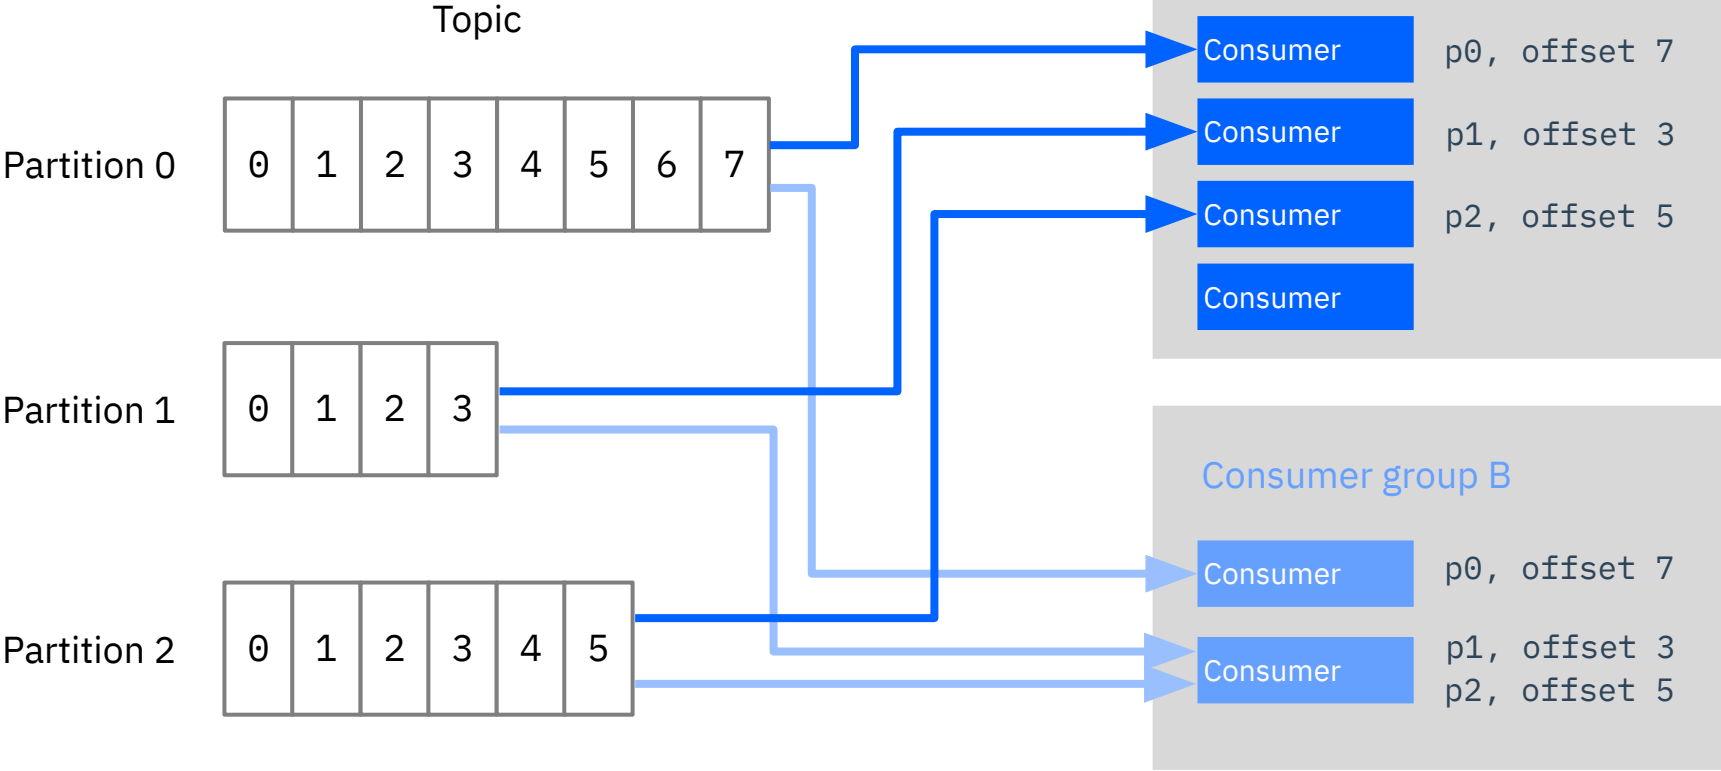 Topic
Partition 0
0 1 2 3 4 5 6 7
Partition 1
0 1 2 3
Partition 2
0 1 2 3 4 5
Consumer p0, offset 7
Consumer p1, offset 3
Consumer p2, offset 5
Consumer
Consumer group B
Consumer p0, offset 7
Consumer p1, offset 3
p2, offset 5